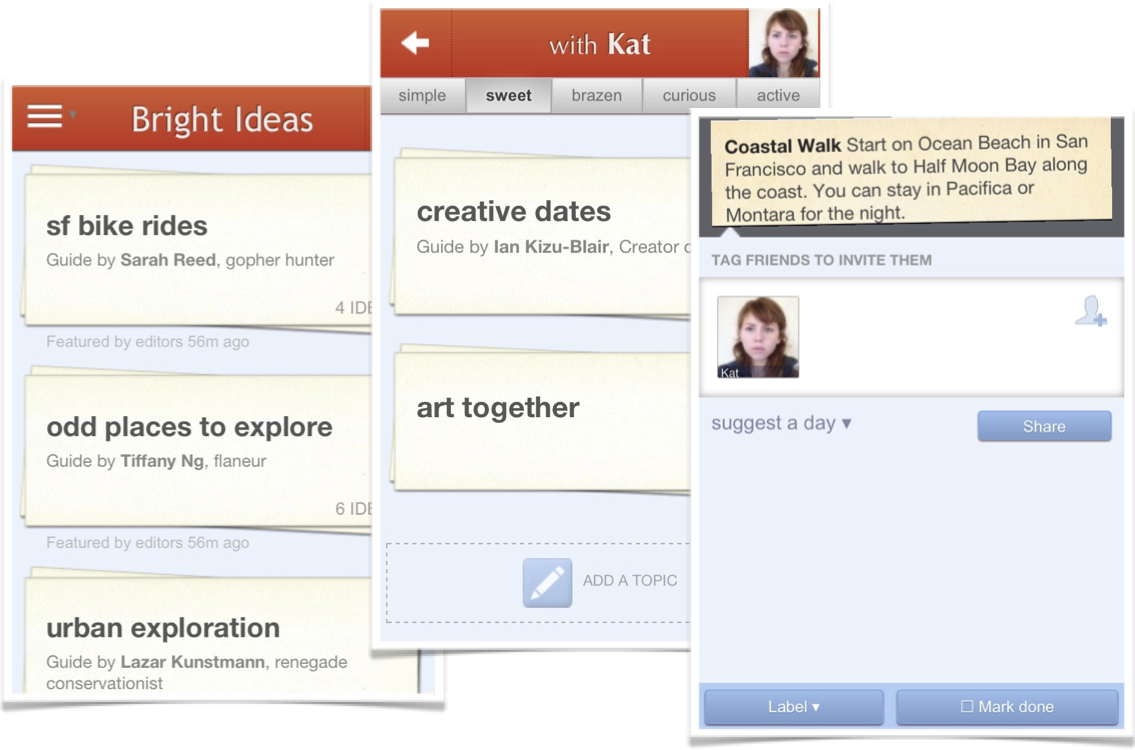 Bright Ideas
sf bike rides
Guide by Sarah Reed, gopher hunter
4
Featured by editors 56m ago
odd places to explore
Guide by Tiffany Ng, flaneur
6
Featured by editors 56m ago
urban exploration
Guide by Lazar Kunstmann, renegade
conservationist
with Kat
simple
sweet
brazen
curious
active
creative dates
Guide by Ian Kizu-Blair, Creator
art together
ADD A TOPIC
Coastal Walk Start on Ocean Beach in San
Francisco and walk to Half Moon Bay along
the coast. You can stay in Pacifica or
Montara for the night.
TAG FRIENDS TO INVITE THEM
Kat
suggest a day ▾
Share
Label ▾
☐ Mark done